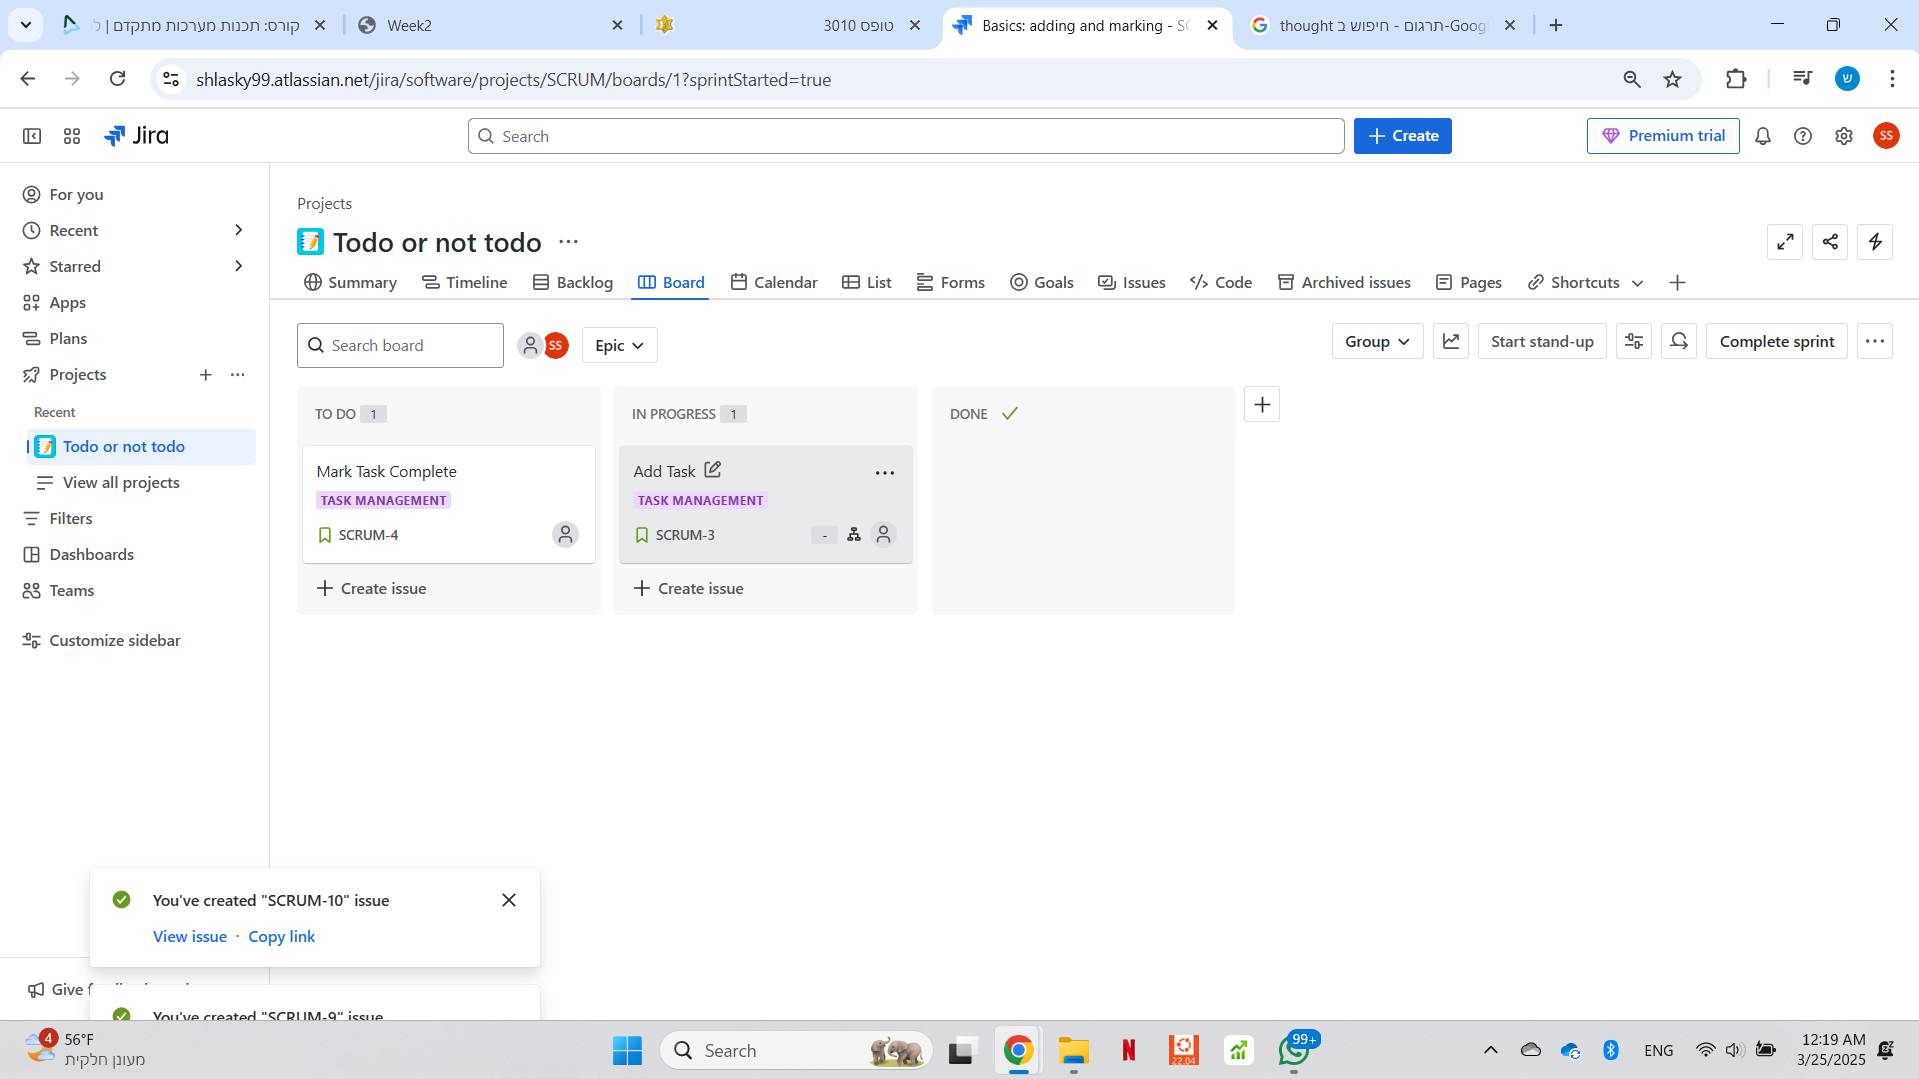 קורס: תכנות מערכות מתקדם | ל
Week2
טופס 3010
Basics: adding and marking - SC
thought תרגום - חיפוש ב-Goog
shlasky99.atlassian.net/jira/software/projects/SCRUM/boards/1?sprintStarted=true
ש
Jira
Search
Create
Premium trial
SS
For you
Recent
Starred
Apps
Plans
Projects
Recent
Todo or not todo
View all projects
Filters
Dashboards
Teams
Customize sidebar
Projects
Todo or not todo
Summary
Timeline
Backlog
Board
Calendar
List
Forms
Goals
Issues
Code
Archived issues
Pages
Shortcuts
Search board
SS
Epic
Group
Start stand-up
Complete sprint
TO DO 1
Mark Task Complete
TASK MANAGEMENT
SCRUM-4
Create issue
IN PROGRESS 1
Add Task
TASK MANAGEMENT
SCRUM-3
-
Create issue
DONE
You've created "SCRUM-10" issue
View issue · Copy link
Give
You've created "SCRUM-9" issue
4
56°F
מעונן חלקית
Search
22.04
99+
ENG
12:19 AM
3/25/2025